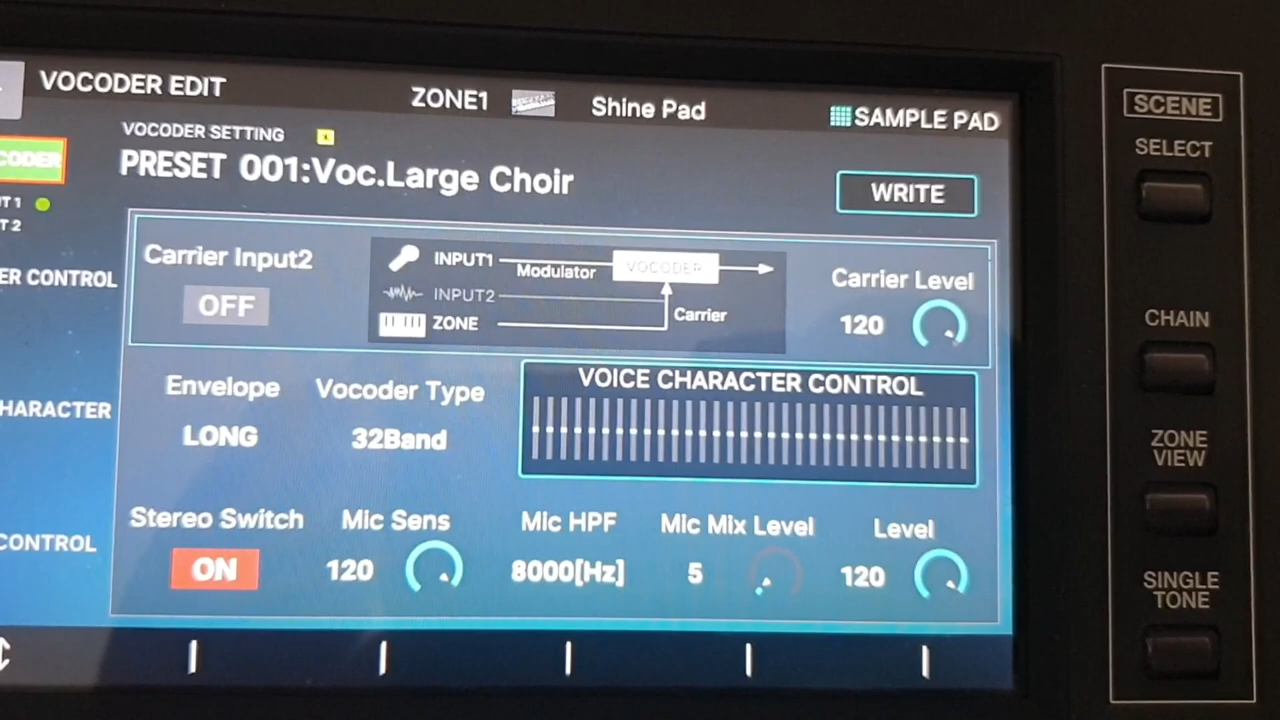 VOCODER EDIT
ZONE1
Shine Pad
SAMPLE PAD
VOCODER SETTING
PRESET 001:Voc.Large Choir
WRITE
CODER
T 1
T 2
ER CONTROL
HARACTER
CONTROL
Carrier Input2
OFF
INPUT1
Modulator
VOCODER
INPUT2
ZONE
Carrier
Carrier Level
120
Envelope
LONG
Vocoder Type
32Band
VOICE CHARACTER CONTROL
Stereo Switch
ON
Mic Sens
120
Mic HPF
8000[Hz]
Mic Mix Level
5
Level
120
SCENE
SELECT
CHAIN
ZONE
VIEW
SINGLE
TONE